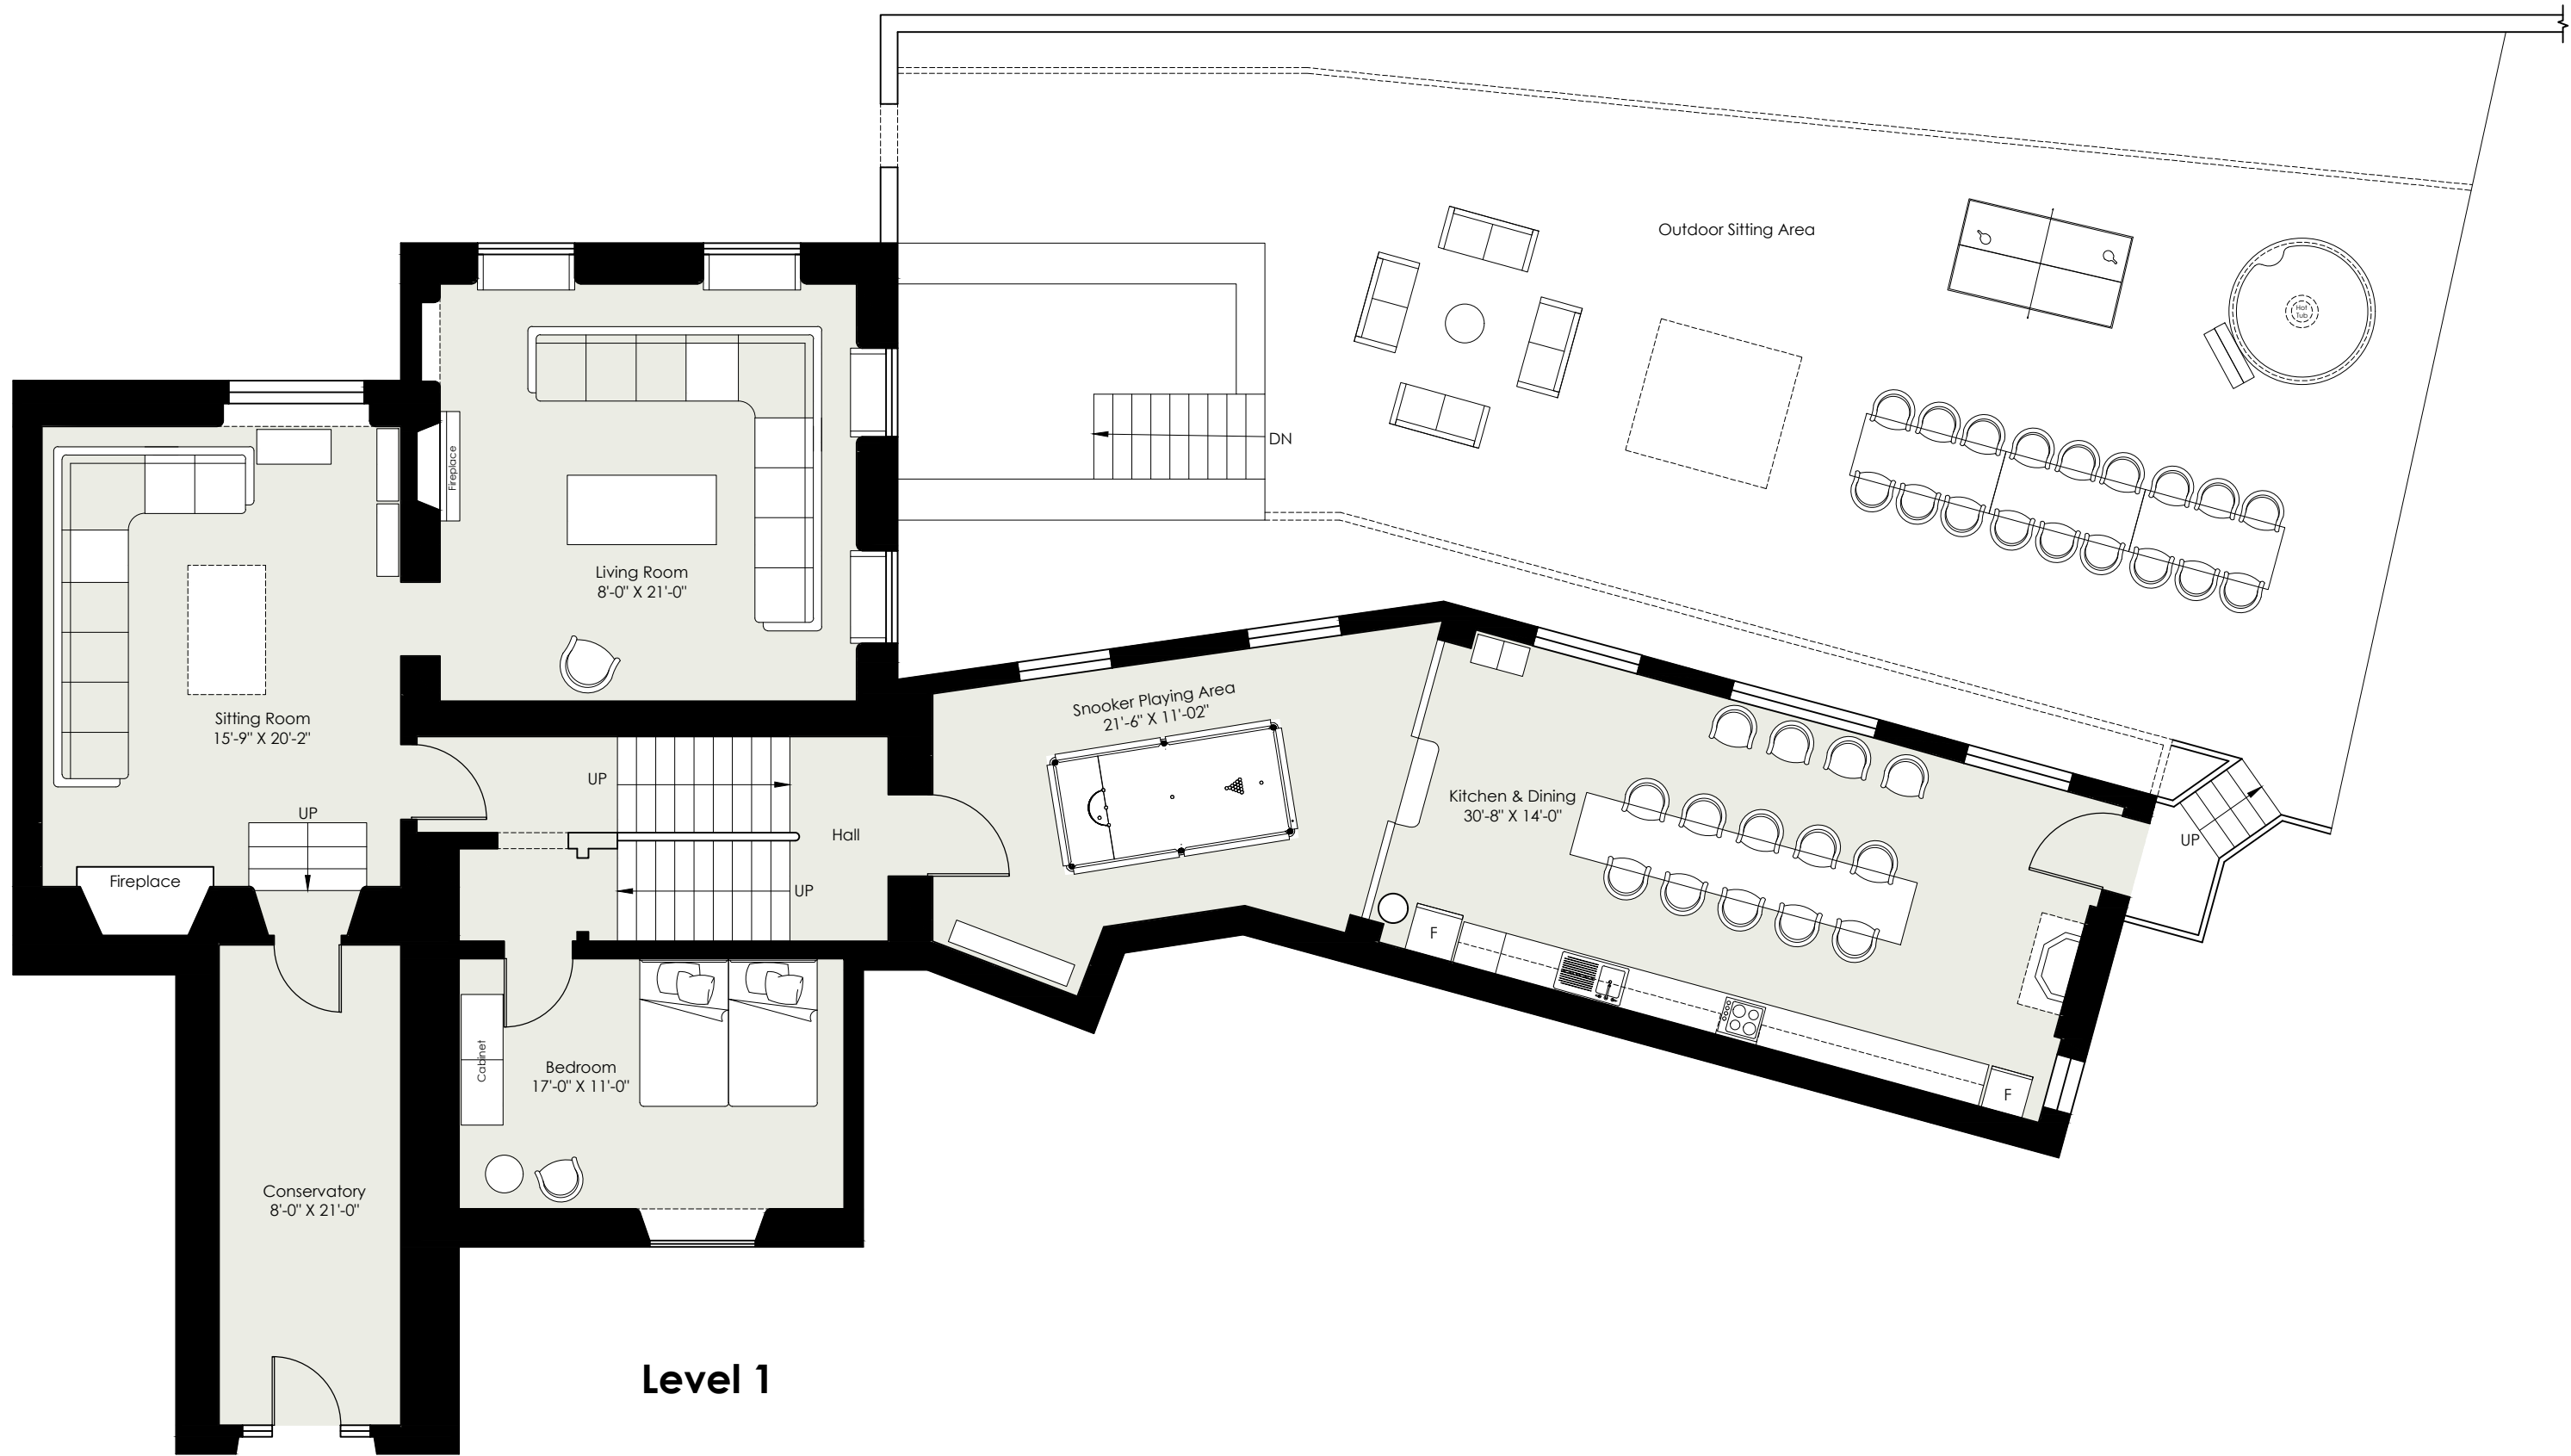 Outdoor Sitting Area
Hot
Tub
DN
Fireplace
Living Room
8'-0" X 21'-0"
Sitting Room
15'-9" X 20'-2"
UP
Fireplace
UP
UP
Hall
Snooker Playing Area
21'-6" X 11'-02"
Kitchen & Dining
30'-8" X 14'-0"
UP
F
F
Cabinet
Bedroom
17'-0" X 11'-0"
Conservatory
8'-0" X 21'-0"
Level 1